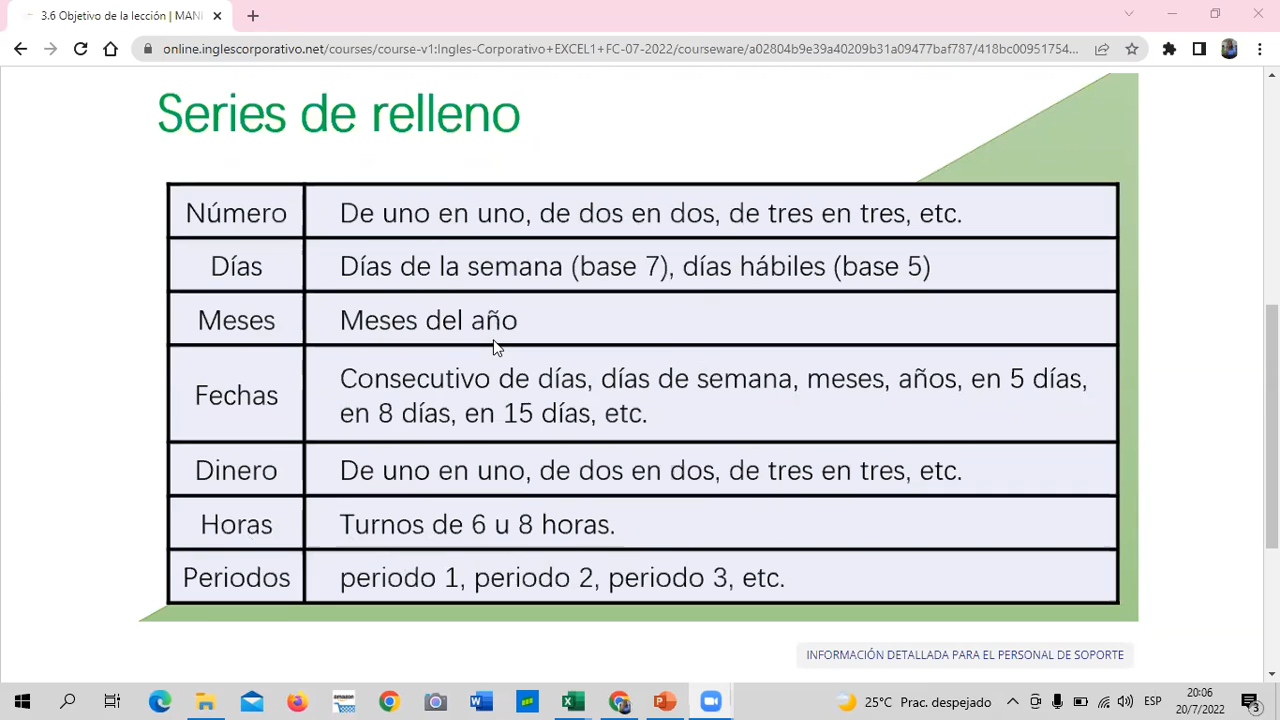 3.6 Objetivo de la lección | MANI
online.inglescorporativo.net/courses/course-v1:Ingles-Corporativo+EXCEL1+FC-07-2022/courseware/a02804b9e39a40209b31a09477baf787/418bc00951754...
Series de relleno
Número De uno en uno, de dos en dos, de tres en tres, etc.
Días Días de la semana (base 7), días hábiles (base 5)
Meses Meses del año
Fechas Consecutivo de días, días de semana, meses, años, en 5 días,
en 8 días, en 15 días, etc.
Dinero De uno en uno, de dos en dos, de tres en tres, etc.
Horas Turnos de 6 u 8 horas.
Periodos periodo 1, periodo 2, periodo 3, etc.
INFORMACIÓN DETALLADA PARA EL PERSONAL DE SOPORTE
amazon
25°C Prac. despejado
ESP
20:06
20/7/2022
3